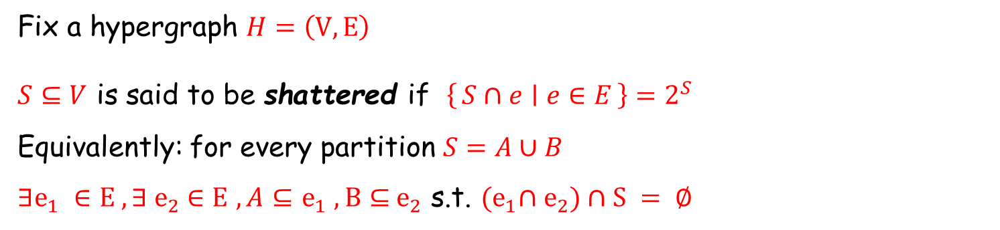 Fix a hypergraph H = (V, E)
S ⊆ V is said to be shattered if { S ∩ e | e ∈ E } = 2^S
Equivalently: for every partition S = A ∪ B
∃e₁ ∈ E , ∃ e₂ ∈ E , A ⊆ e₁ , B ⊆ e₂ s.t. (e₁∩ e₂) ∩ S = ∅